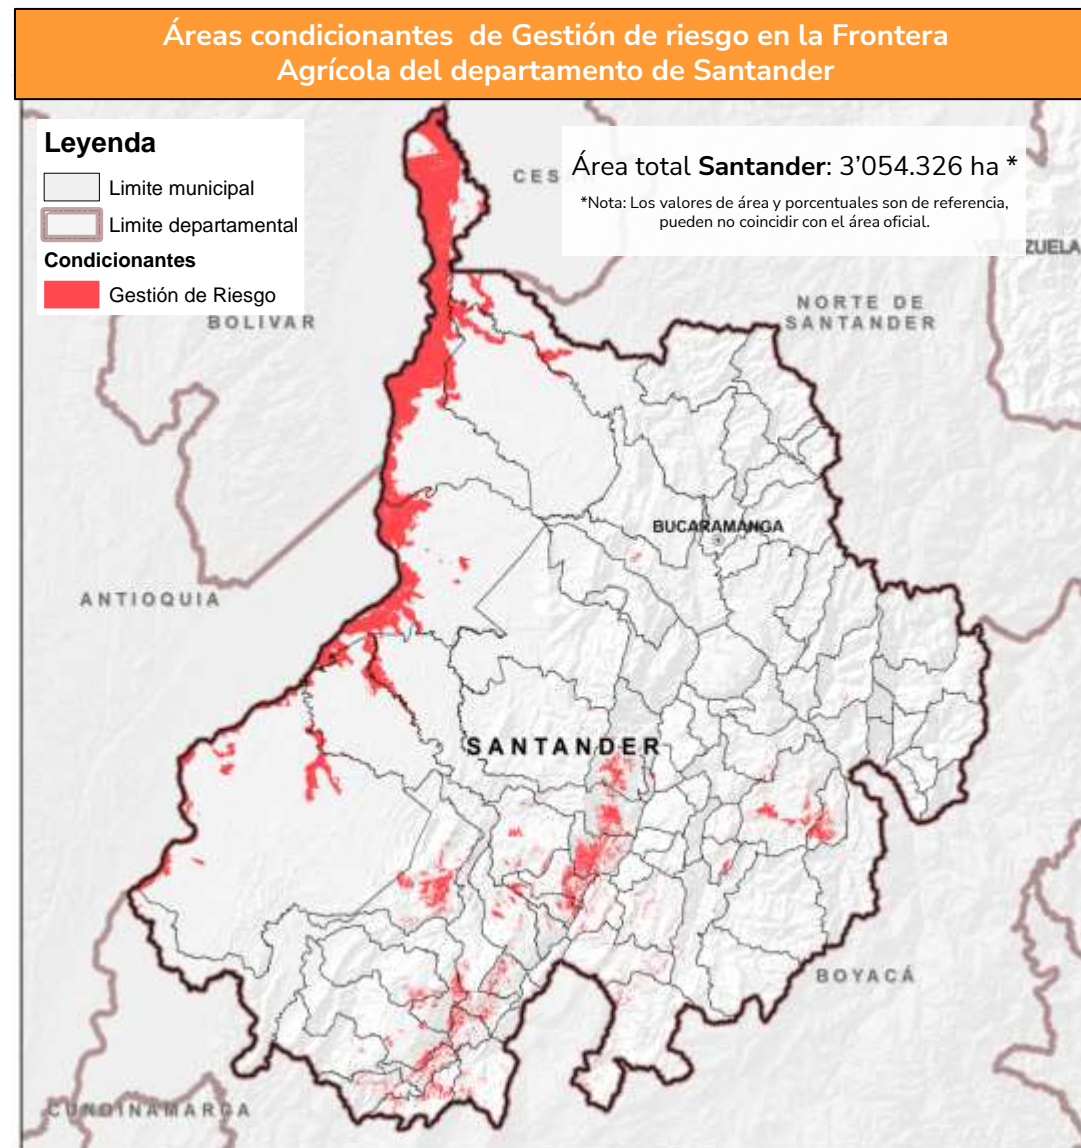 Áreas condicionantes  de Gestión de riesgo en la Frontera
Agrícola del departamento de Santander
Leyenda
Limite municipal
Limite departamental
Condicionantes
Gestión de Riesgo
Área total Santander: 3’054.326 ha *
*Nota: Los valores de área y porcentuales son de referencia,
pueden no coincidir con el área oficial.
CES
VENEZUELA
NORTE DE
SANTANDER
BOLIVAR
BUCARAMANGA
ANTIOQUIA
SANTANDER
BOYACÁ
CUNDINAMARCA